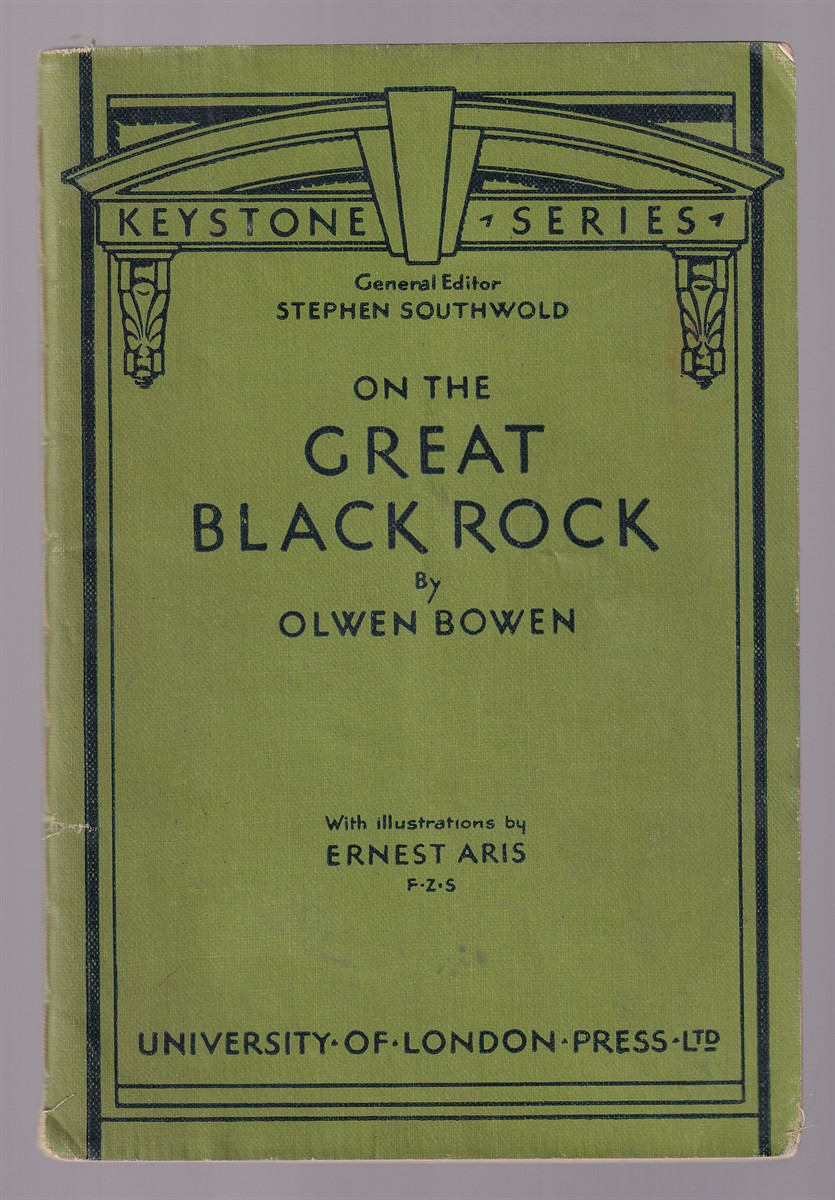 KEYSTONE SERIES
General Editor
STEPHEN SOUTHWOLD
ON THE
GREAT
BLACK ROCK
By
OLWEN BOWEN
With illustrations by
ERNEST ARIS
F·Z·S
UNIVERSITY·OF·LONDON·PRESS·LTD